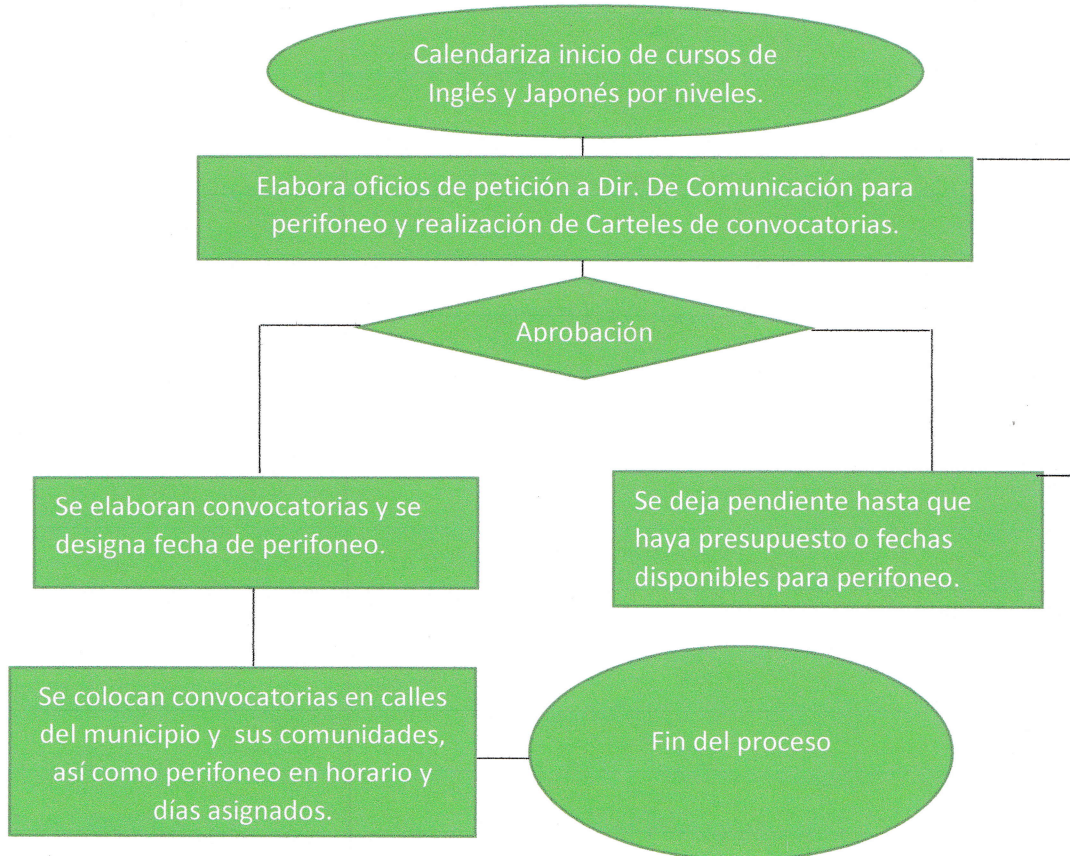 Calendariza inicio de cursos de
Inglés y Japonés por niveles.
Elabora oficios de petición a Dir. De Comunicación para
perifoneo y realización de Carteles de convocatorias.
Aprobación
Se elaboran convocatorias y se
designa fecha de perifoneo.
Se deja pendiente hasta que
haya presupuesto o fechas
disponibles para perifoneo.
Se colocan convocatorias en calles
del municipio y sus comunidades,
así como perifoneo en horario y
días asignados.
Fin del proceso